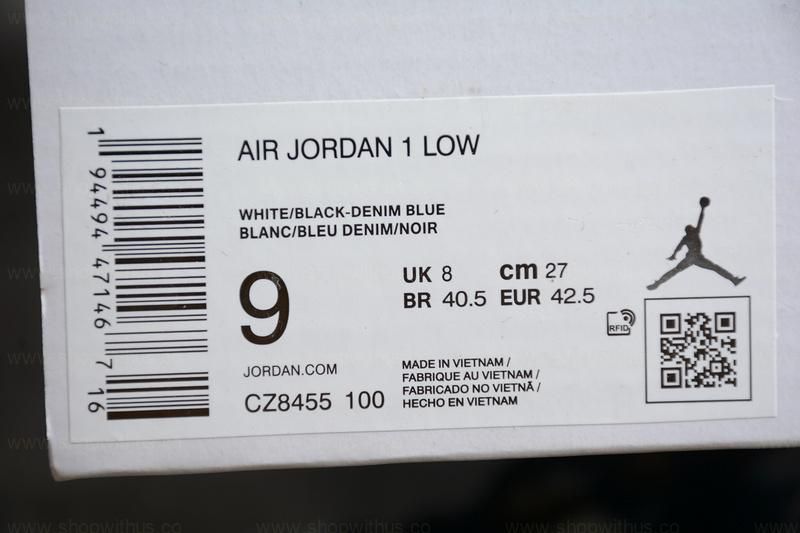 AIR JORDAN 1 LOW
WHITE/BLACK-DENIM BLUE
BLANC/BLEU DENIM/NOIR
9
UK 8 cm 27
BR 40.5 EUR 42.5
RFID
JORDAN.COM
CZ8455 100
MADE IN VIETNAM /
FABRIQUE AU VIETNAM /
FABRICADO NO VIETNÃ /
HECHO EN VIETNAM
1 94494 47146 7 16
www.shopwithus.co